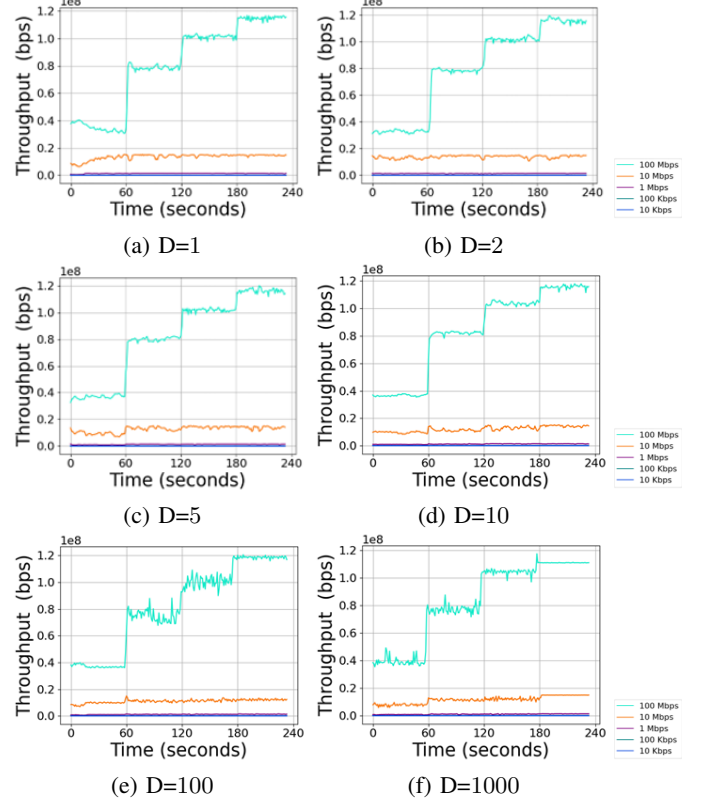 1e8
1e8
1.2
1.0
0.8
0.6
0.4
0.2
0.0
Throughput (bps)
0 60 120 180 240
Time (seconds)
(a) D=1
1.2
1.0
0.8
0.6
0.4
0.2
0.0
Throughput (bps)
0 60 120 180 240
Time (seconds)
(b) D=2
100 Mbps
10 Mbps
1 Mbps
100 Kbps
10 Kbps
1e8
1.2
1.0
0.8
0.6
0.4
0.2
0.0
Throughput (bps)
0 60 120 180 240
Time (seconds)
(c) D=5
1e8
1.2
1.0
0.8
0.6
0.4
0.2
0.0
Throughput (bps)
0 60 120 180 240
Time (seconds)
(d) D=10
100 Mbps
10 Mbps
1 Mbps
100 Kbps
10 Kbps
1e8
1.2
1.0
0.8
0.6
0.4
0.2
0.0
Throughput (bps)
0 60 120 180 240
Time (seconds)
(e) D=100
1e8
1.2
1.0
0.8
0.6
0.4
0.2
0.0
Throughput (bps)
0 60 120 180 240
Time (seconds)
(f) D=1000
100 Mbps
10 Mbps
1 Mbps
100 Kbps
10 Kbps